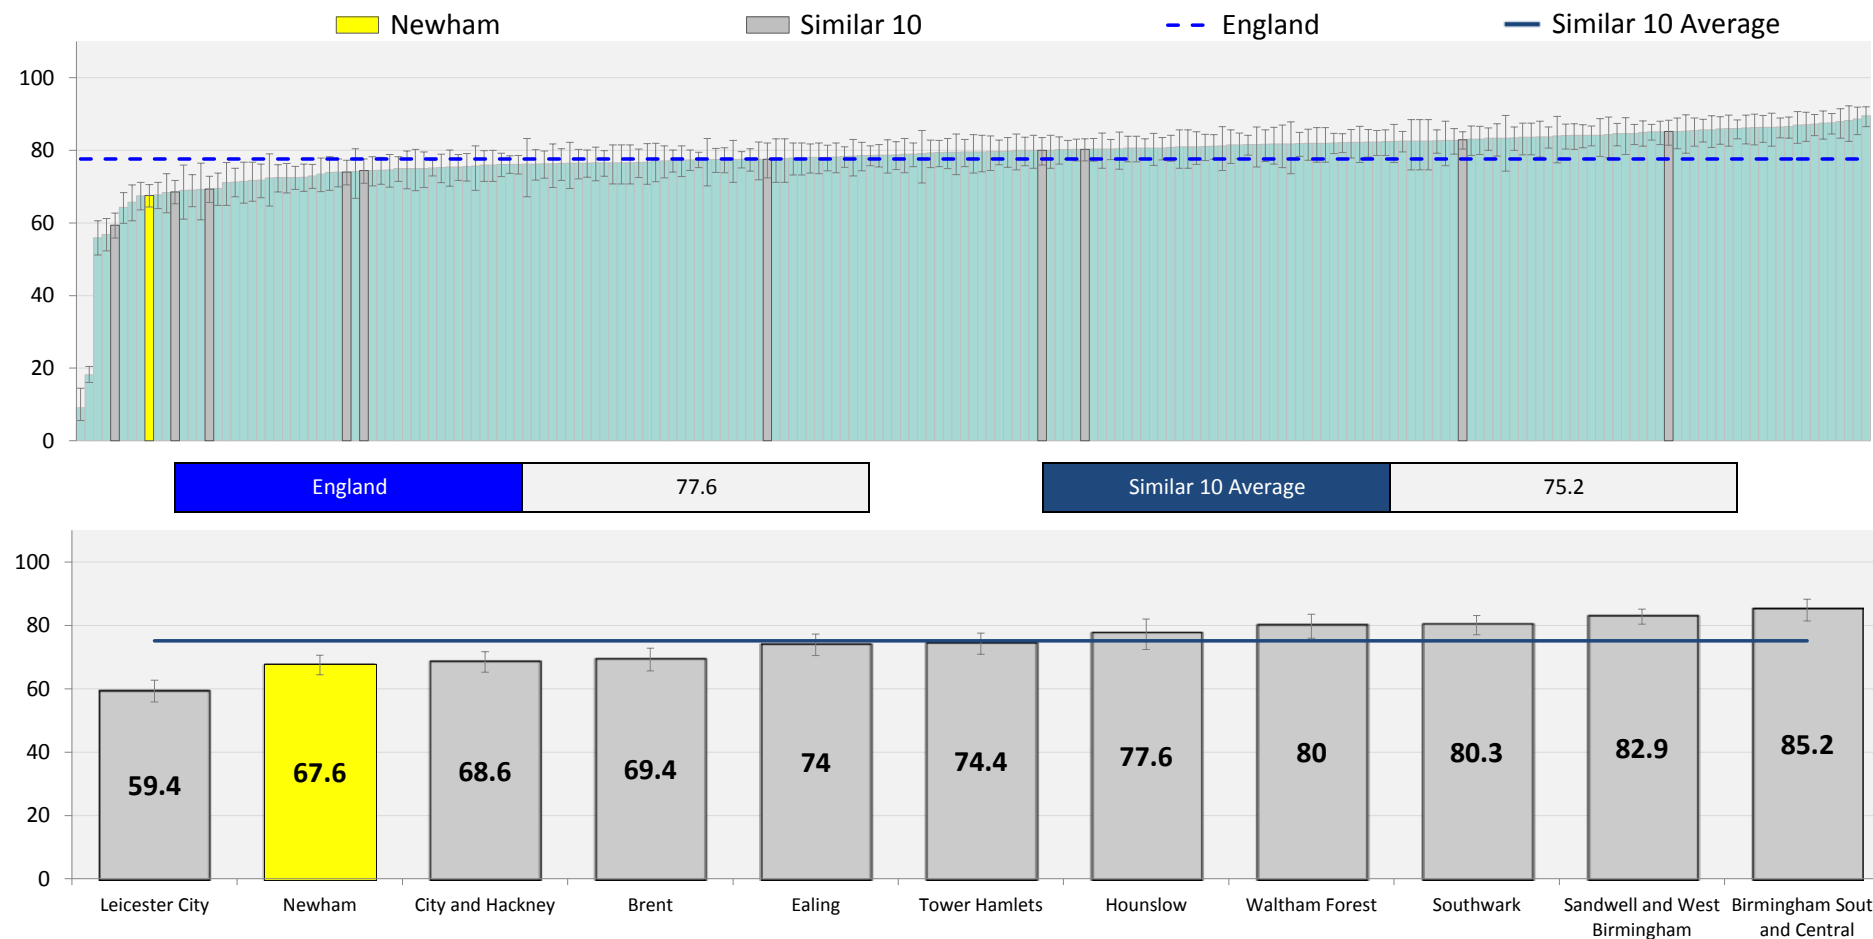 Newham Similar 10 England Similar 10 Average
100
80
60
40
20
0
England 77.6 Similar 10 Average 75.2
100
80
60
40
20
0
59.4 67.6 68.6 69.4 74 74.4 77.6 80 80.3 82.9 85.2
Leicester City Newham City and Hackney Brent Ealing Tower Hamlets Hounslow Waltham Forest Southwark Sandwell and West Birmingham Sout
Birmingham and Central